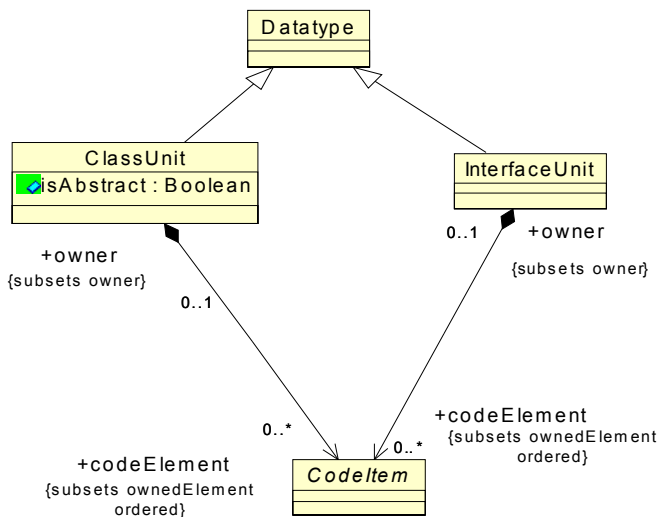 Datatype
ClassUnit
isAbstract : Boolean
InterfaceUnit
+owner
{subsets owner}
0..1
0..1
+owner
{subsets owner}
0..*
+codeElement
{subsets ownedElement
ordered}
0..*
+codeElement
{subsets ownedElement
ordered}
CodeItem